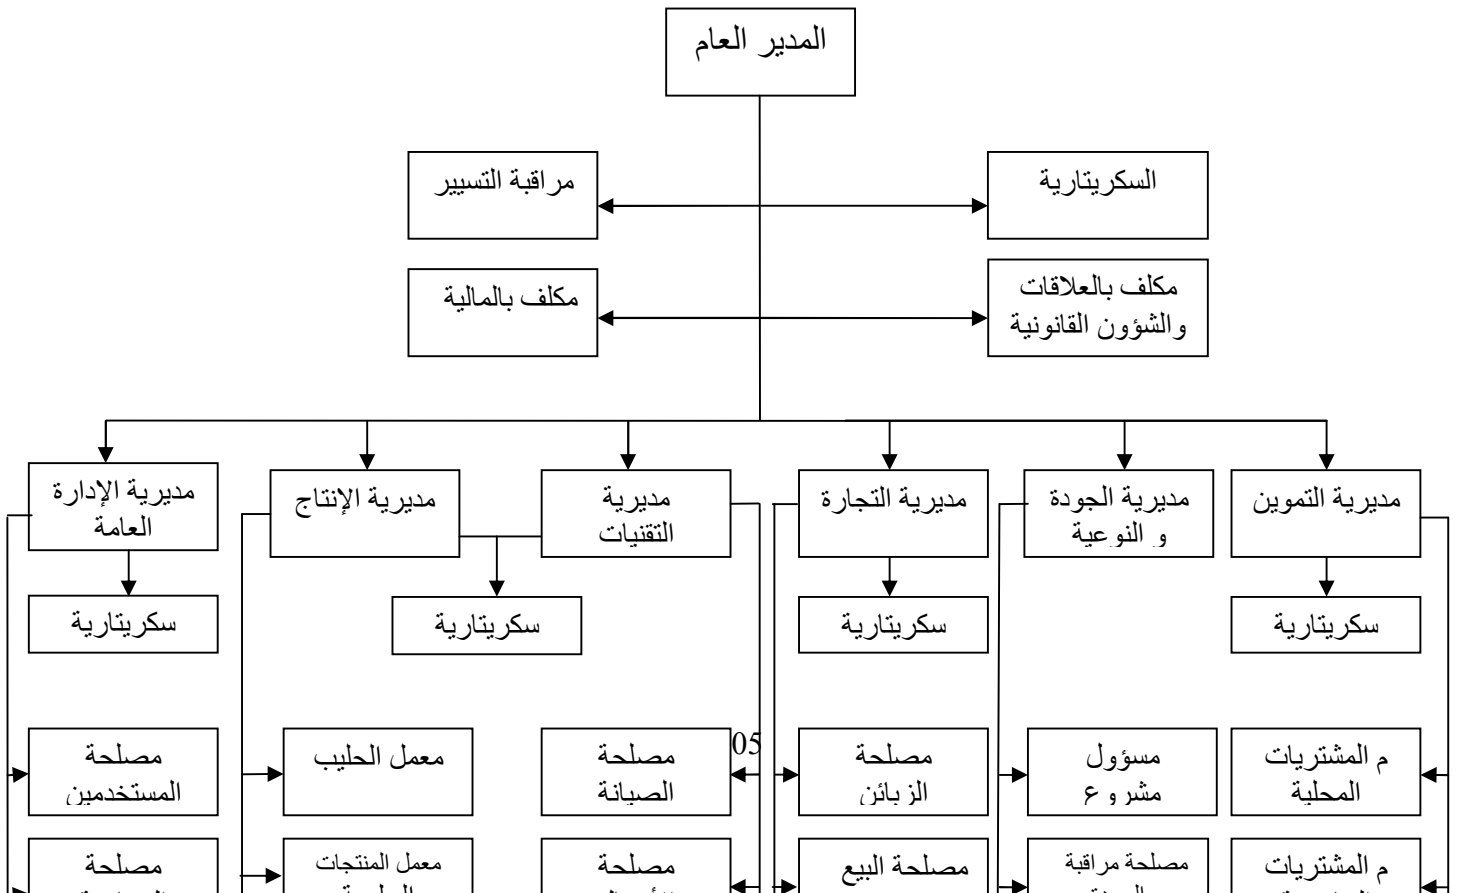 المدير العام
السكريتارية
مراقبة التسيير
مكلف بالعلاقات
والشؤون القانونية
مكلف بالمالية
مديرية التموين
مديرية الجودة
و النوعية
مديرية التجارة
مديرية
التقنيات
مديرية الإنتاج
مديرية الإدارة
العامة
سكريتارية
سكريتارية
سكريتارية
سكريتارية
م المشتريات
المحلية
مسؤول
مشروع
مصلحة
الزبائن
05
مصلحة
الصيانة
معمل الحليب
مصلحة
المستخدمين
م المشتريات
مصلحة مراقبة
مصلحة البيع
مصلحة
معمل المنتجات
مصلحة